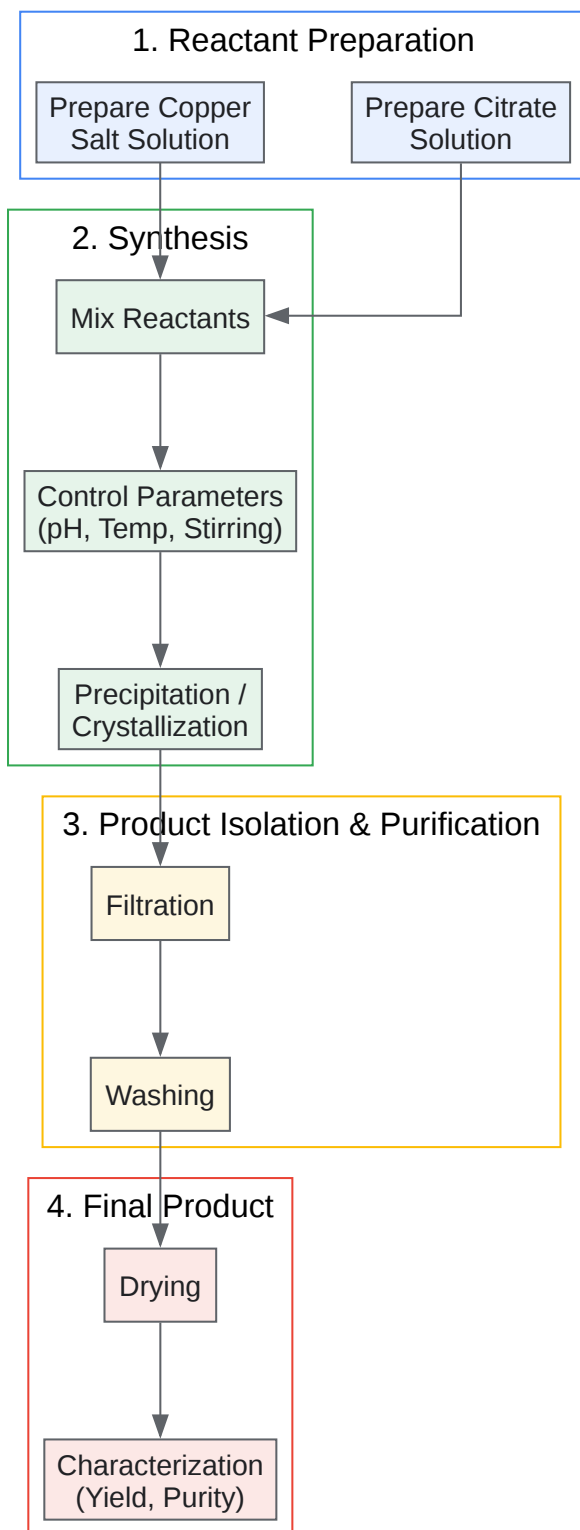 1. Reactant Preparation
Prepare Copper
Salt Solution
Prepare Citrate
Solution
2. Synthesis
Mix Reactants
Control Parameters
(pH, Temp, Stirring)
Precipitation /
Crystallization
3. Product Isolation & Purification
Filtration
Washing
4. Final Product
Drying
Characterization
(Yield, Purity)